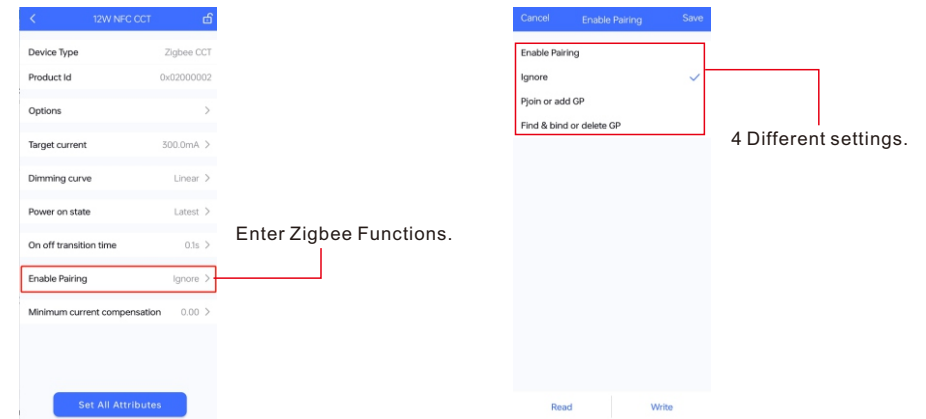 12W NFC CCT
Device Type Zigbee CCT
Product Id 0x02000002
Options
Target current 300.0mA
Dimming curve Linear
Power on state Latest
On off transition time 0.1s
Enable Pairing Ignore
Minimum current compensation 0.00
Set All Attributes
Enter Zigbee Functions.
Cancel Enable Pairing Save
Enable Pairing
Ignore
Pjoin or add GP
Find & bind or delete GP
Read Write
4 Different settings.